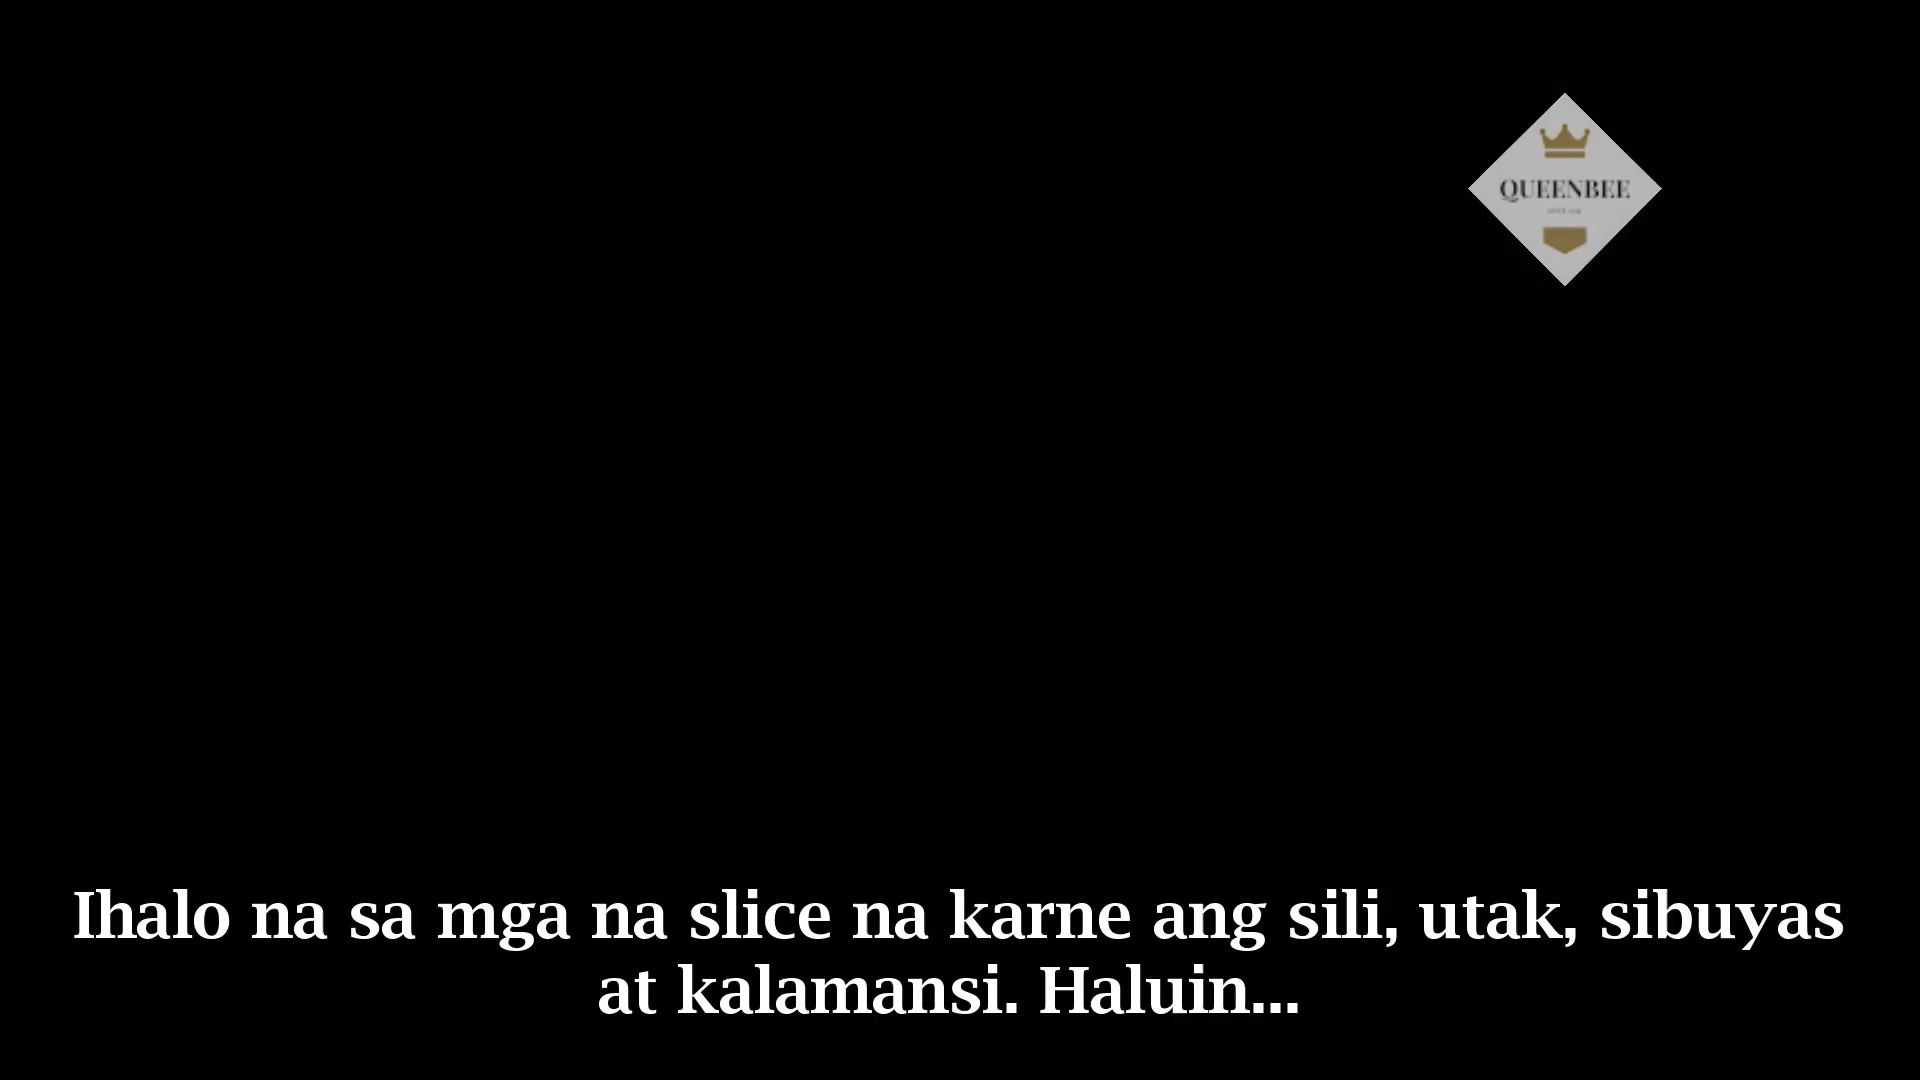 QUEENBEE
Ihalo na sa mga na slice na karne ang sili, utak, sibuyas
at kalamansi. Haluin...